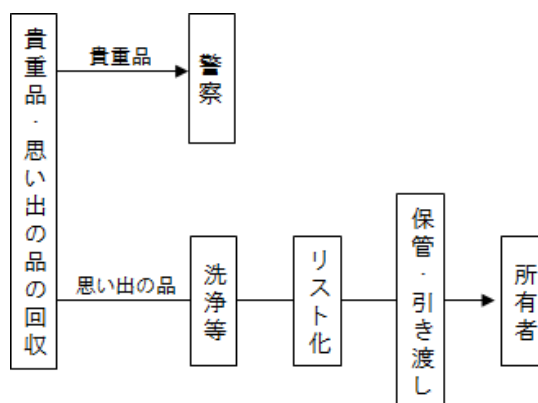 貴重品・思い出の品の回収
貴重品
警察
思い出の品
洗浄等
リスト化
保管・引き渡し
所有者